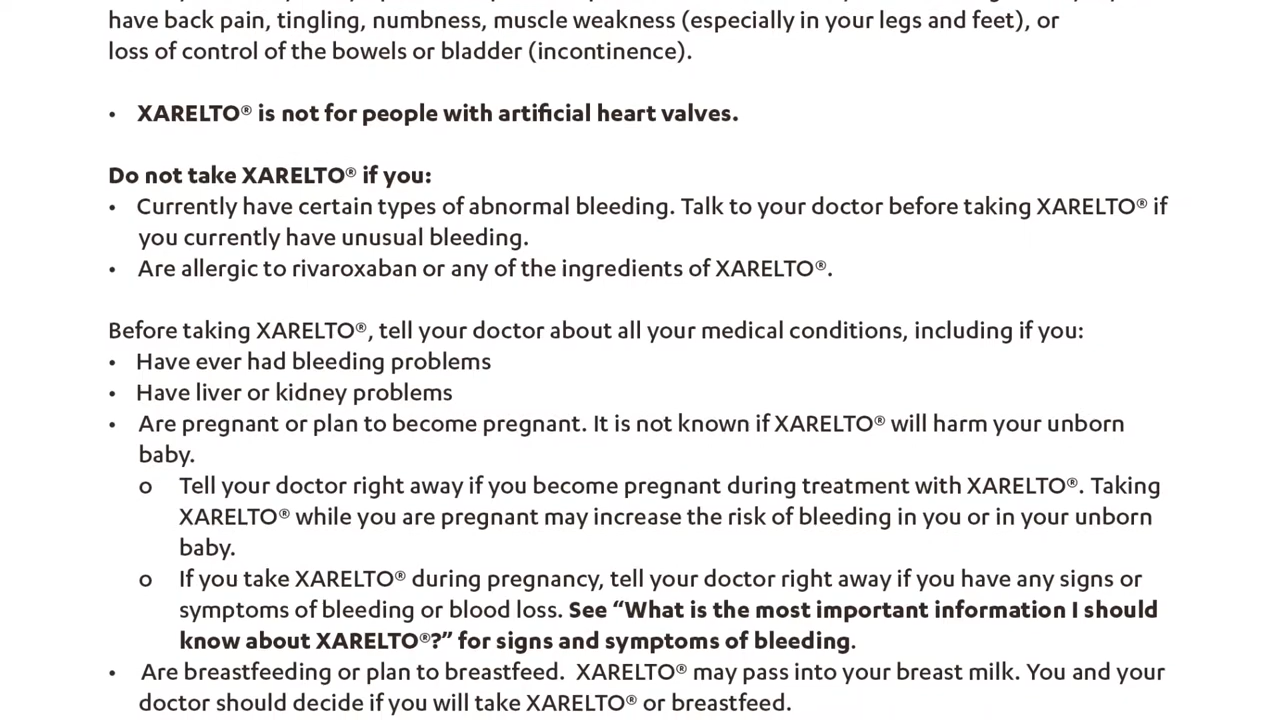 have back pain, tingling, numbness, muscle weakness (especially in your legs and feet), or
loss of control of the bowels or bladder (incontinence).
• XARELTO® is not for people with artificial heart valves.
Do not take XARELTO® if you:
• Currently have certain types of abnormal bleeding. Talk to your doctor before taking XARELTO® if
you currently have unusual bleeding.
• Are allergic to rivaroxaban or any of the ingredients of XARELTO®.
Before taking XARELTO®, tell your doctor about all your medical conditions, including if you:
• Have ever had bleeding problems
• Have liver or kidney problems
• Are pregnant or plan to become pregnant. It is not known if XARELTO® will harm your unborn
baby.
o Tell your doctor right away if you become pregnant during treatment with XARELTO®. Taking
XARELTO® while you are pregnant may increase the risk of bleeding in you or in your unborn
baby.
o If you take XARELTO® during pregnancy, tell your doctor right away if you have any signs or
symptoms of bleeding or blood loss. See “What is the most important information I should
know about XARELTO®?” for signs and symptoms of bleeding.
• Are breastfeeding or plan to breastfeed. XARELTO® may pass into your breast milk. You and your
doctor should decide if you will take XARELTO® or breastfeed.